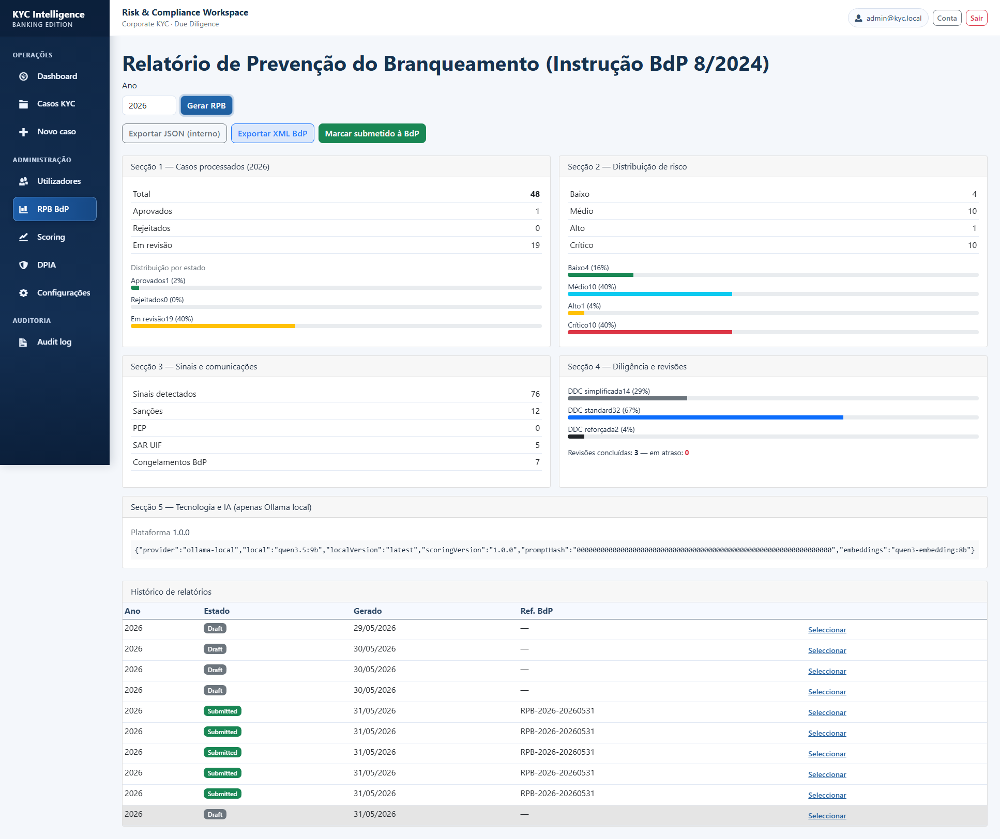 KYC Intelligence
BANKING EDITION
OPERAÇÕES
Dashboard
Casos KYC
Novo caso
ADMINISTRAÇÃO
Utilizadores
RPB BdP
Scoring
DPIA
Configurações
AUDITORIA
Audit log
Risk & Compliance Workspace
Corporate KYC · Due Diligence
admin@kyc.local
Conta
Sair
Relatório de Prevenção do Branqueamento (Instrução BdP 8/2024)
Ano
2026
Gerar RPB
Exportar JSON (interno)
Exportar XML BdP
Marcar submetido à BdP
Secção 1 — Casos processados (2026)
Total 48
Aprovados 1
Rejeitados 0
Em revisão 19
Distribuição por estado
Aprovados1 (2%)
Rejeitados0 (0%)
Em revisão19 (40%)
Secção 2 — Distribuição de risco
Baixo 4
Médio 10
Alto 1
Crítico 10
Baixo4 (16%)
Médio10 (40%)
Alto1 (4%)
Crítico10 (40%)
Secção 3 — Sinais e comunicações
Sinais detectados 76
Sanções 12
PEP 0
SAR UIF 5
Congelamentos BdP 7
Secção 4 — Diligência e revisões
DDC simplificada14 (29%)
DDC standard32 (67%)
DDC reforçada2 (4%)
Revisões concluídas: 3 — em atraso: 0
Secção 5 — Tecnologia e IA (apenas Ollama local)
Plataforma 1.0.0
{"provider":"ollama-local","local":"qwen3.5:9b","localVersion":"latest","scoringVersion":"1.0.0","promptHash":"0000000000000000000000000000000000000000000000000000000000000000","embeddings":"qwen3-embedding:8b"}
Histórico de relatórios
Ano Estado Gerado Ref. BdP
2026 Draft 29/05/2026 — Seleccionar
2026 Draft 30/05/2026 — Seleccionar
2026 Draft 30/05/2026 — Seleccionar
2026 Draft 30/05/2026 — Seleccionar
2026 Submitted 31/05/2026 RPB-2026-20260531 Seleccionar
2026 Submitted 31/05/2026 RPB-2026-20260531 Seleccionar
2026 Submitted 31/05/2026 RPB-2026-20260531 Seleccionar
2026 Submitted 31/05/2026 RPB-2026-20260531 Seleccionar
2026 Submitted 31/05/2026 RPB-2026-20260531 Seleccionar
2026 Draft 31/05/2026 — Seleccionar